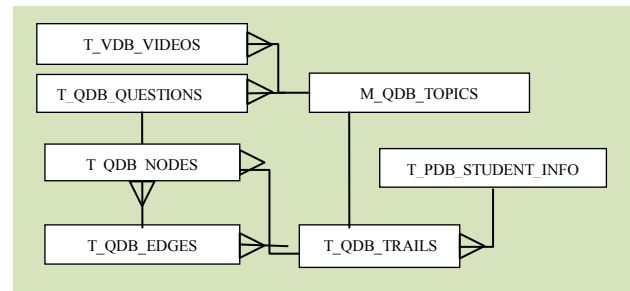 T_VDB_VIDEOS
T_QDB_QUESTIONS
M_QDB_TOPICS
T_QDB_NODES
T_PDB_STUDENT_INFO
T_QDB_EDGES
T_QDB_TRAILS